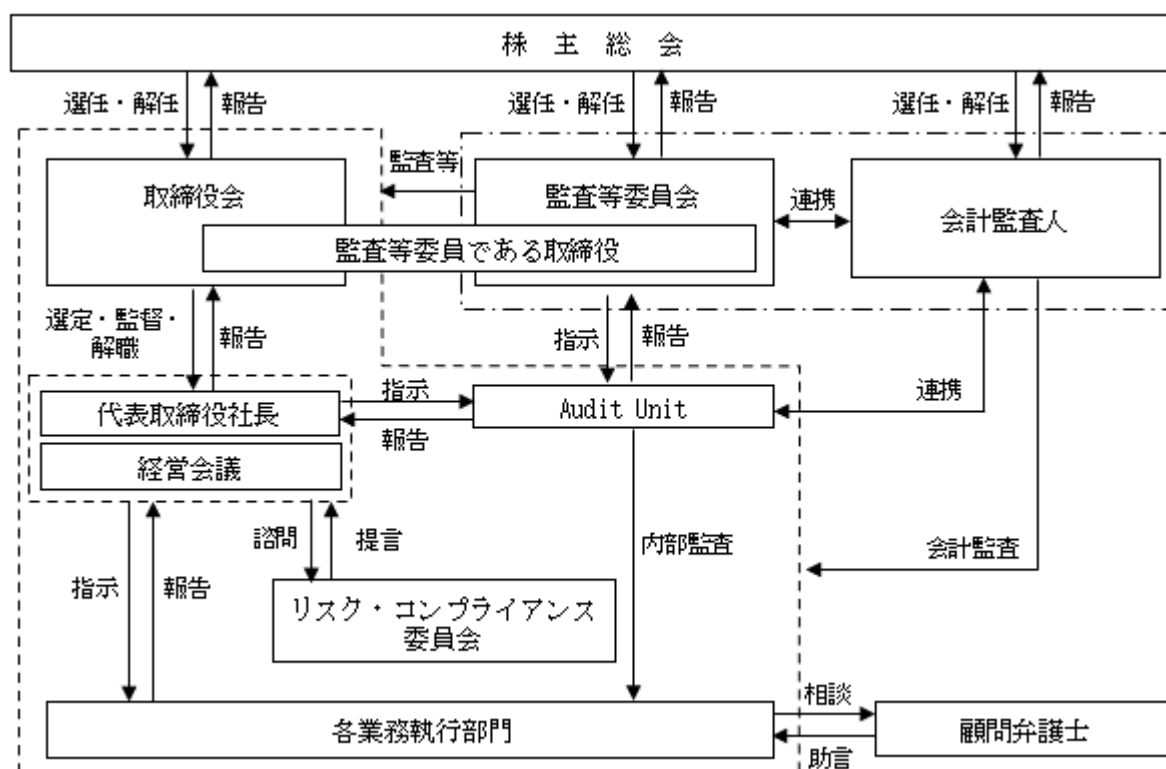 株主総会
選任・解任
報告
選任・解任
報告
選任・解任
報告
取締役会
監査等
監査等委員会
連携
会計監査人
監査等委員である取締役
選定・監督・
解職
報告
指示
報告
代表取締役社長
指示
報告
Audit Unit
連携
経営会議
諮問
提言
内部監査
会計監査
指示
報告
リスク・コンプライアンス
委員会
各業務執行部門
相談
助言
顧問弁護士